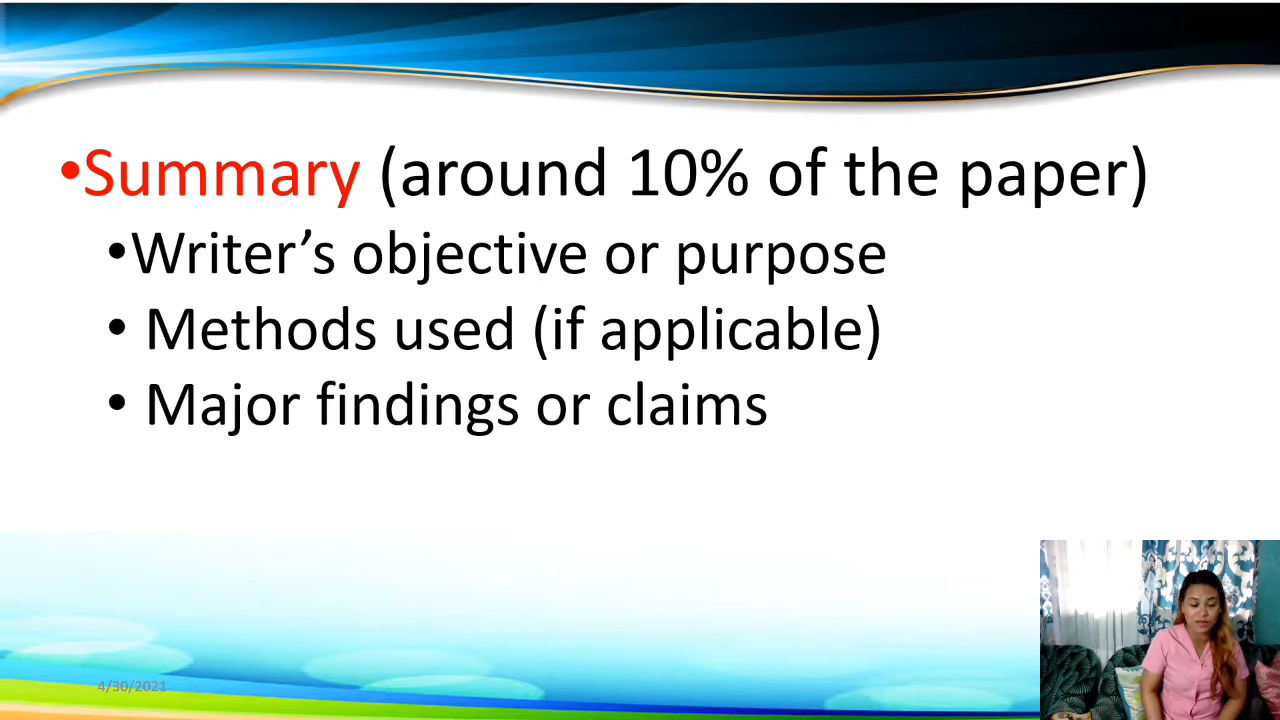 •Summary (around 10% of the paper)
•Writer’s objective or purpose
• Methods used (if applicable)
• Major findings or claims
4/30/2021